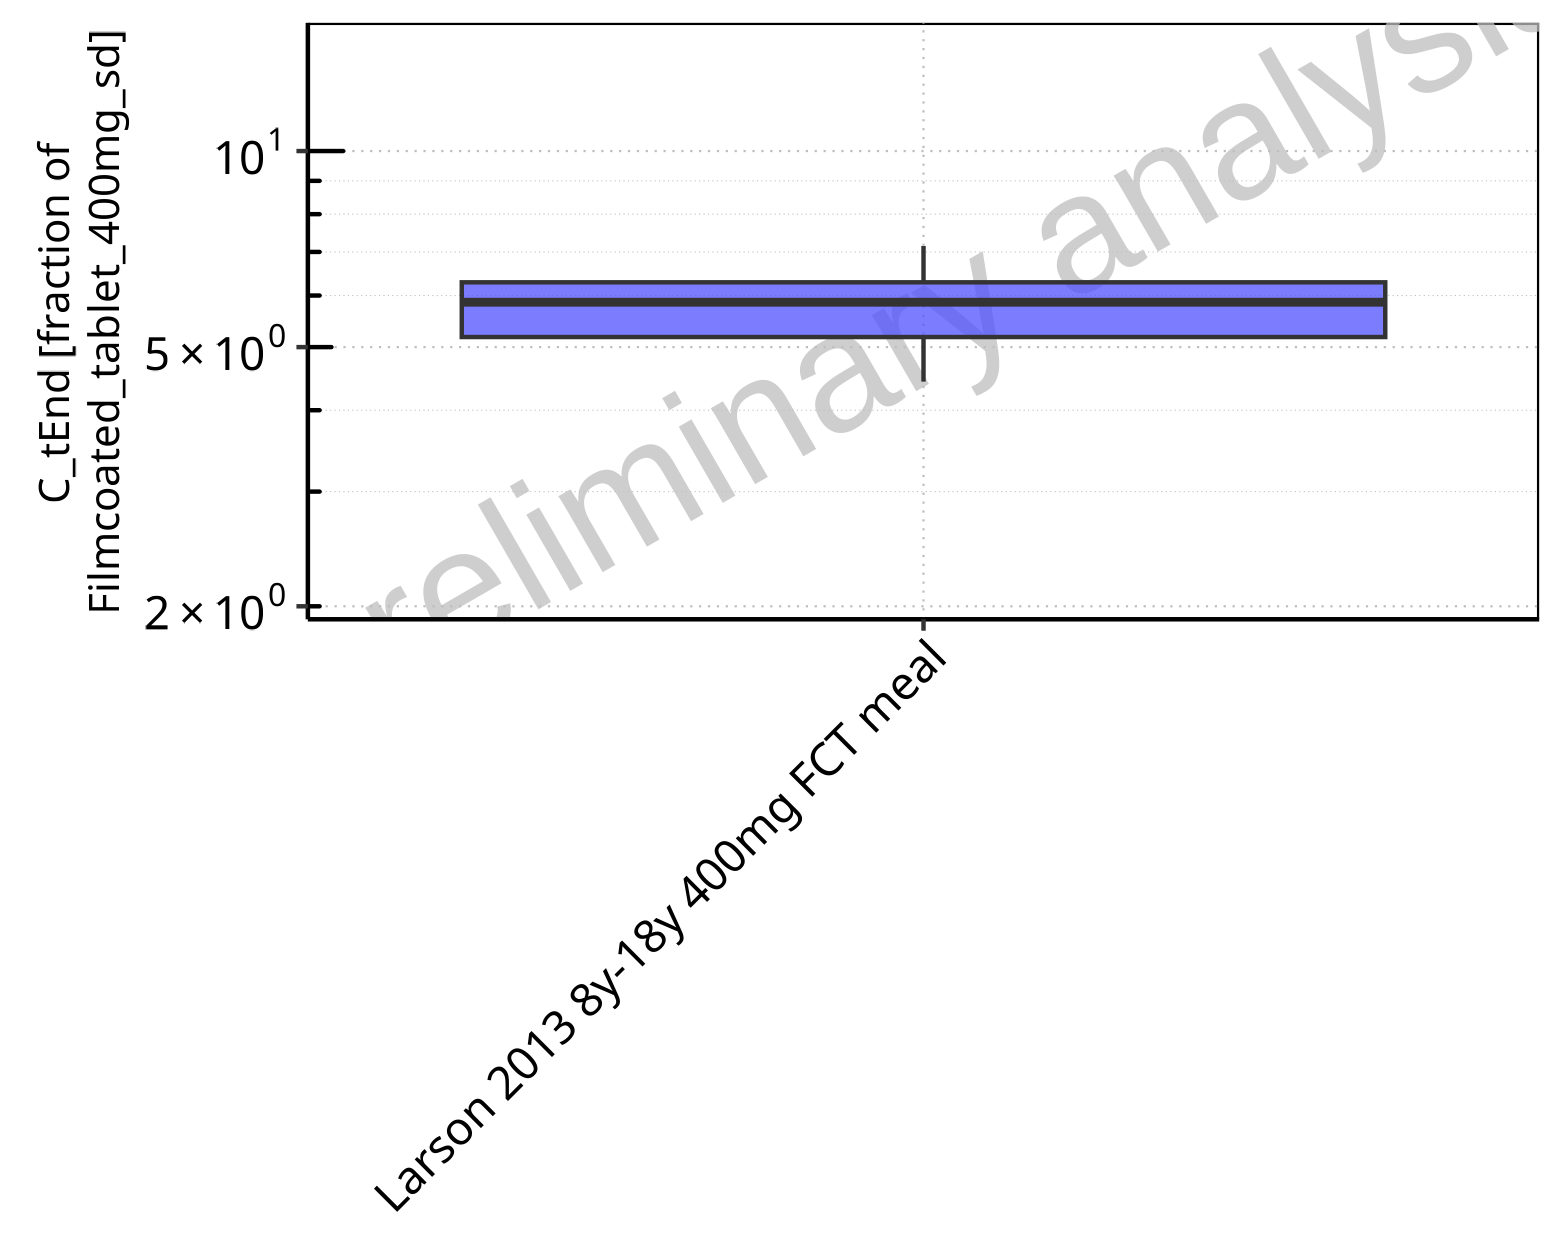 C_tEnd [fraction of
Filmcoated_tablet_400mg_sd]
10¹
5 × 10⁰
2 × 10⁰
reliminary analysis
Larson 2013 8y-18y 400mg FCT meal